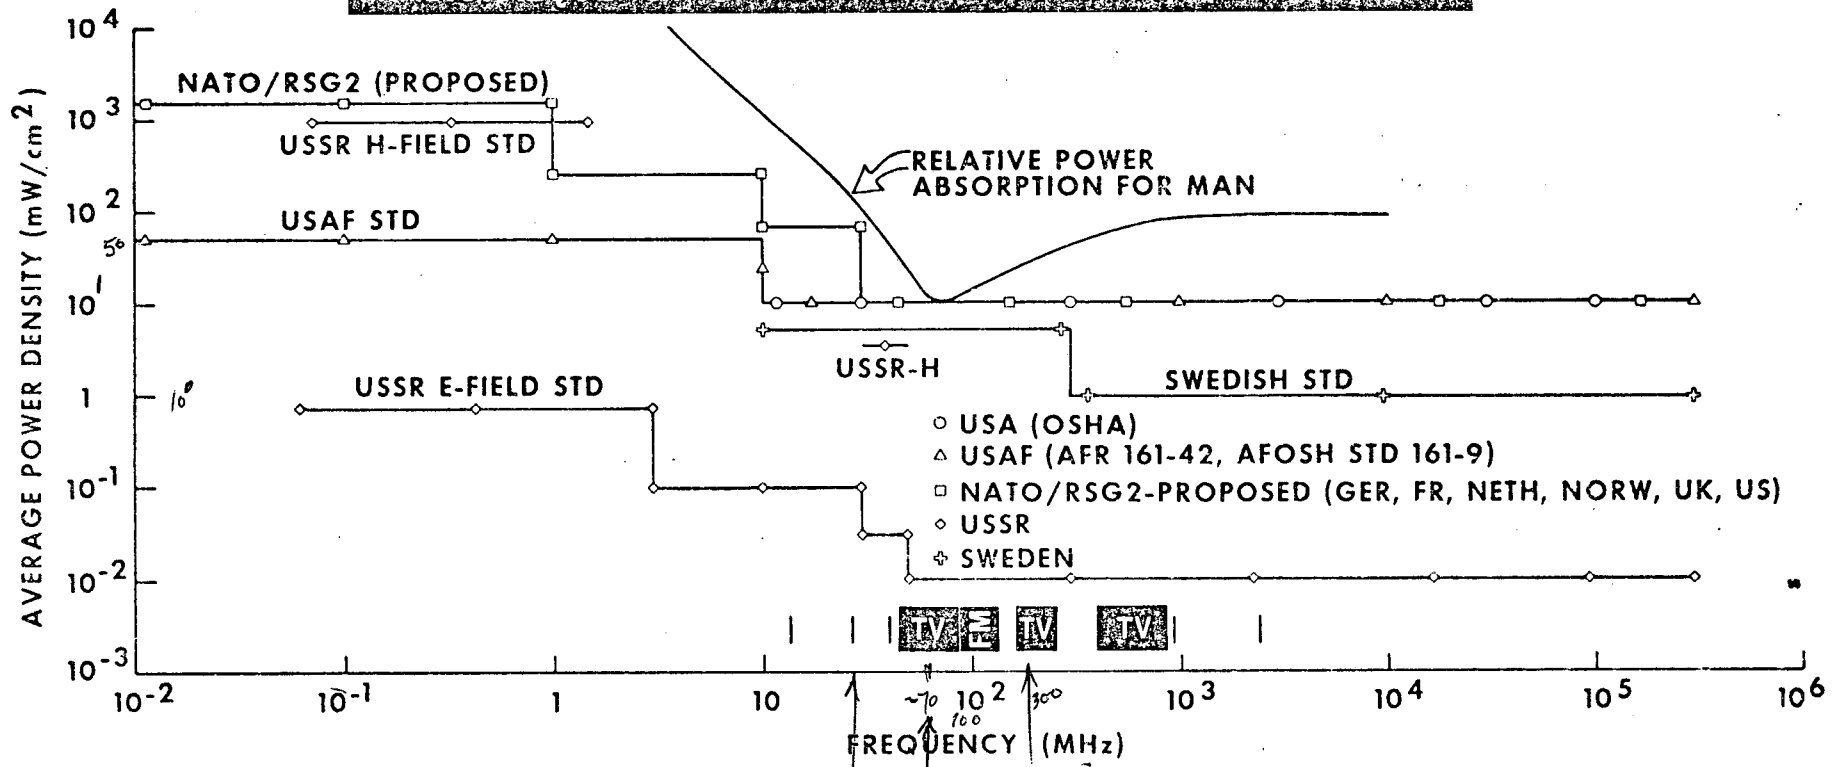 AVERAGE POWER DENSITY (mW/cm²)
10⁴
10³
10²
50
10¹
1
10⁰
10⁻¹
10⁻²
10⁻³
NATO/RSG2 (PROPOSED)
USSR H-FIELD STD
USAF STD
RELATIVE POWER
ABSORPTION FOR MAN
USSR-H
USSR E-FIELD STD
SWEDISH STD
USA (OSHA)
USAF (AFR 161-42, AFOSH STD 161-9)
NATO/RSG2-PROPOSED (GER, FR, NETH, NORW, UK, US)
USSR
SWEDEN
TV FM TV TV
10⁻² 10⁻¹ 1 10 ~70 10² 300 10³ 10⁴ 10⁵ 10⁶
100
FREQUENCY (MHz)